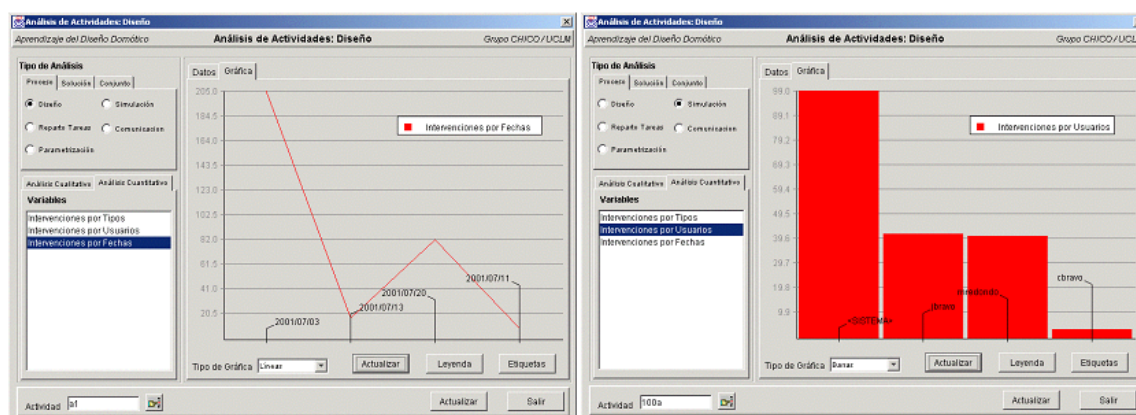 Análisis de Actividades: Diseño
Aprendizaje del Diseño Domótico Análisis de Actividades: Diseño Grupo CHICO / UCLM
Tipo de Análisis
Proceso Solución Conjunto
Diseño Simulación
Reparto Tareas Comunicacion
Parametrización
Análisis Cualitativo Análisis Cuantitativo
Variables
Intervenciones por Tipos
Intervenciones por Usuarios
Intervenciones por Fechas
Datos Gráfica
205.0
184.5
164.0
143.5
123.0
102.5
82.0
61.5
41.0
20.5
Intervenciones por Fechas
2001/07/11
2001/07/20
2001/07/13
2001/07/03
Tipo de Gráfica Linear Actualizar Leyenda Etiquetas
Actividad a1 Actualizar Salir
Análisis de Actividades: Diseño
Aprendizaje del Diseño Domótico Análisis de Actividades: Diseño Grupo CHICO / UCL
Tipo de Análisis
Proceso Solución Conjunto
Diseño Simulación
Reparto Tareas Comunicacion
Parametrización
Análisis Cualitativo Análisis Cuantitativo
Variables
Intervenciones por Tipos
Intervenciones por Usuarios
Intervenciones por Fechas
Datos Gráfica
99.0
89.1
79.2
69.3
59.4
49.5
39.6
29.7
19.8
9.9
Intervenciones por Usuarios
cbravo
mredondo
jbravo
<SISTEMA>
Tipo de Gráfica Barras Actualizar Leyenda Etiquetas
Actividad 100a Actualizar Salir